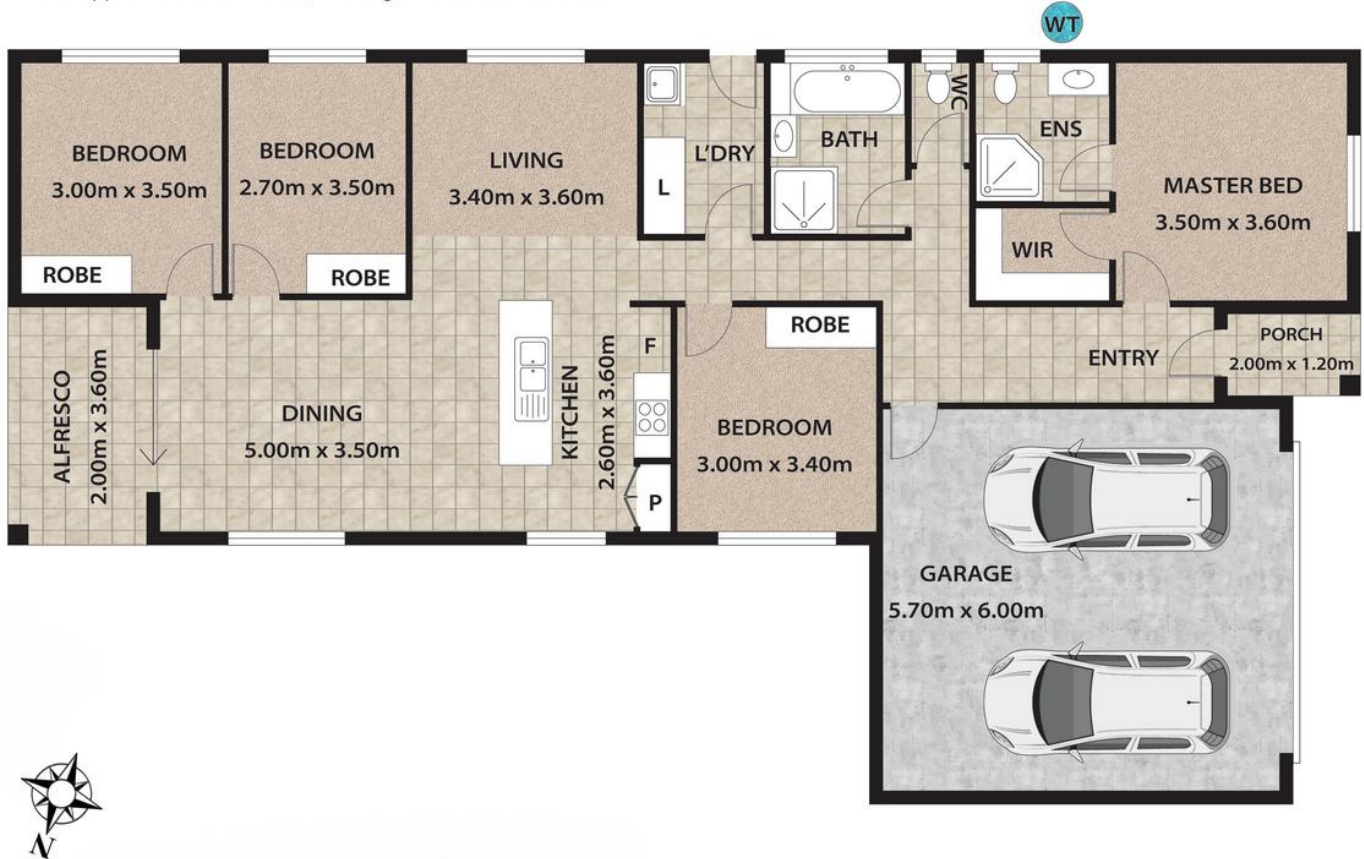 WT
BEDROOM
3.00m x 3.50m
ROBE
BEDROOM
2.70m x 3.50m
ROBE
LIVING
3.40m x 3.60m
L'DRY
L
BATH
WC
ENS
WIR
MASTER BED
3.50m x 3.60m
ALFRESCO
2.00m x 3.60m
DINING
5.00m x 3.50m
KITCHEN
2.60m x 3.60m
F
P
ROBE
BEDROOM
3.00m x 3.40m
ENTRY
PORCH
2.00m x 1.20m
GARAGE
5.70m x 6.00m
N